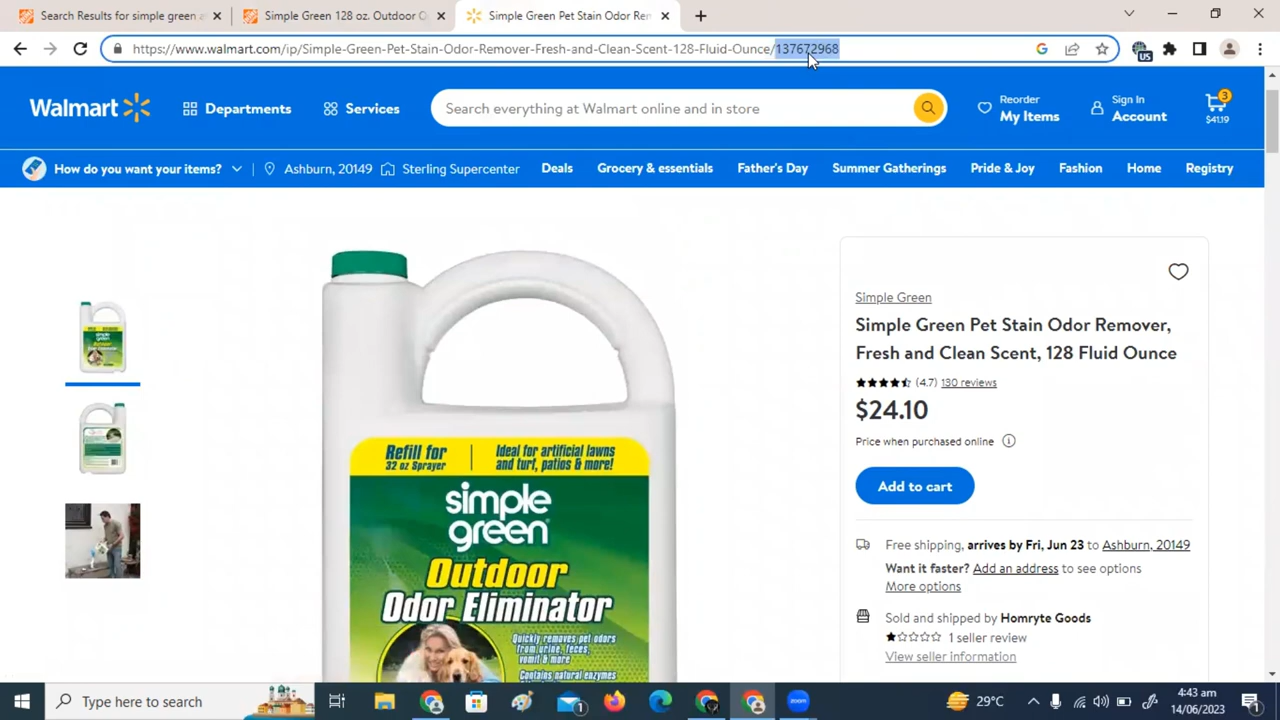 Search Results for simple green a
Simple Green 128 oz. Outdoor O
Simple Green Pet Stain Odor Rem
https://www.walmart.com/ip/Simple-Green-Pet-Stain-Odor-Remover-Fresh-and-Clean-Scent-128-Fluid-Ounce/137672968
US
Walmart
Departments
Services
Search everything at Walmart online and in store
Reorder
My Items
Sign In
Account
3
$41.19
How do you want your items?
Ashburn, 20149
Sterling Supercenter
Deals
Grocery & essentials
Father's Day
Summer Gatherings
Pride & Joy
Fashion
Home
Registry
Simple Green
Simple Green Pet Stain Odor Remover,
Fresh and Clean Scent, 128 Fluid Ounce
(4.7) 130 reviews
$24.10
Price when purchased online
Add to cart
Free shipping, arrives by Fri, Jun 23 to Ashburn, 20149
Want it faster? Add an address to see options
More options
Sold and shipped by Homryte Goods
1 seller review
View seller information
Refill for
32 oz Sprayer
Ideal for artificial lawns
and turf, patios & more!
simple
green
Outdoor
Odor Eliminator
Quickly removes pet odors
from urine, feces,
vomit & more
Contains natural enzymes
Type here to search
1
29°C
4:43 am
14/06/2023
1
zoom